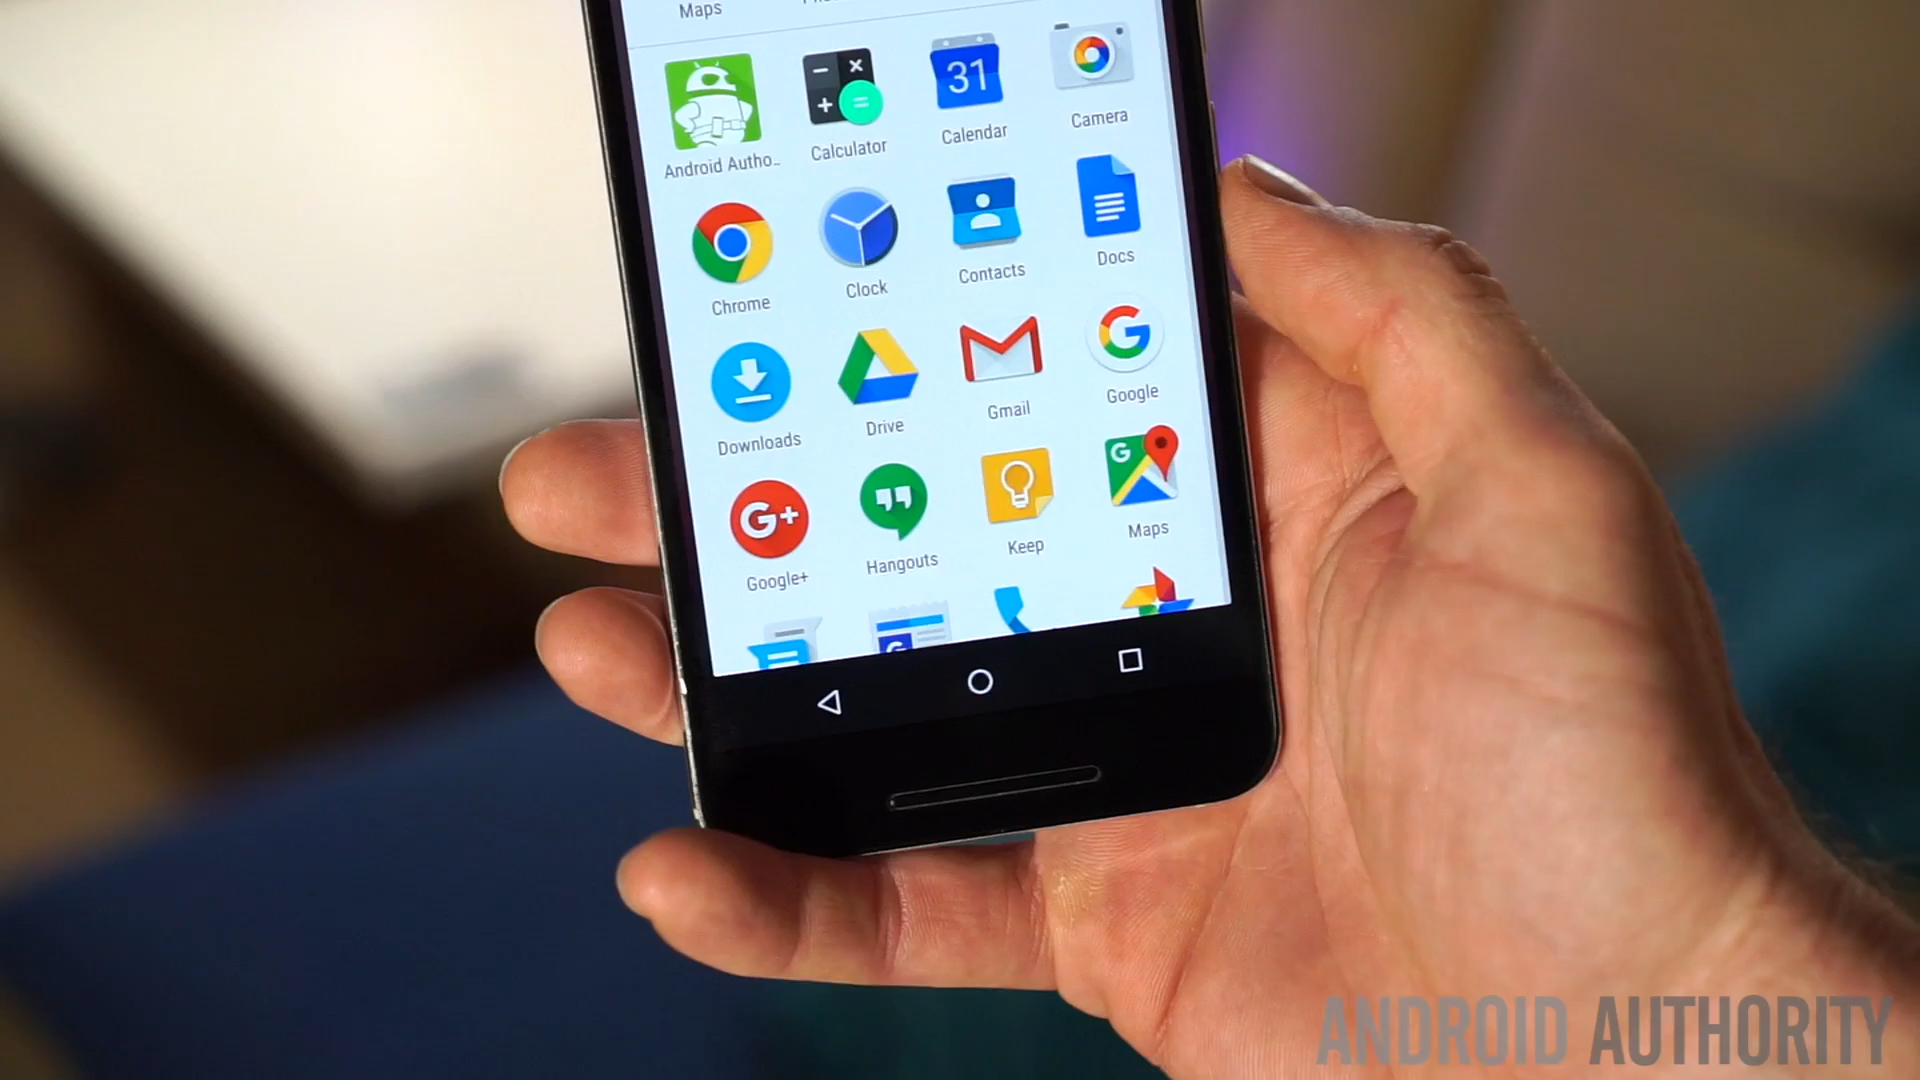 Maps
Android Autho..
Calculator
31
Calendar
Camera
Chrome
Clock
Contacts
Docs
Downloads
Drive
Gmail
G
Google
G+
Google+
Hangouts
Keep
G
Maps
G
ANDROID AUTHORITY